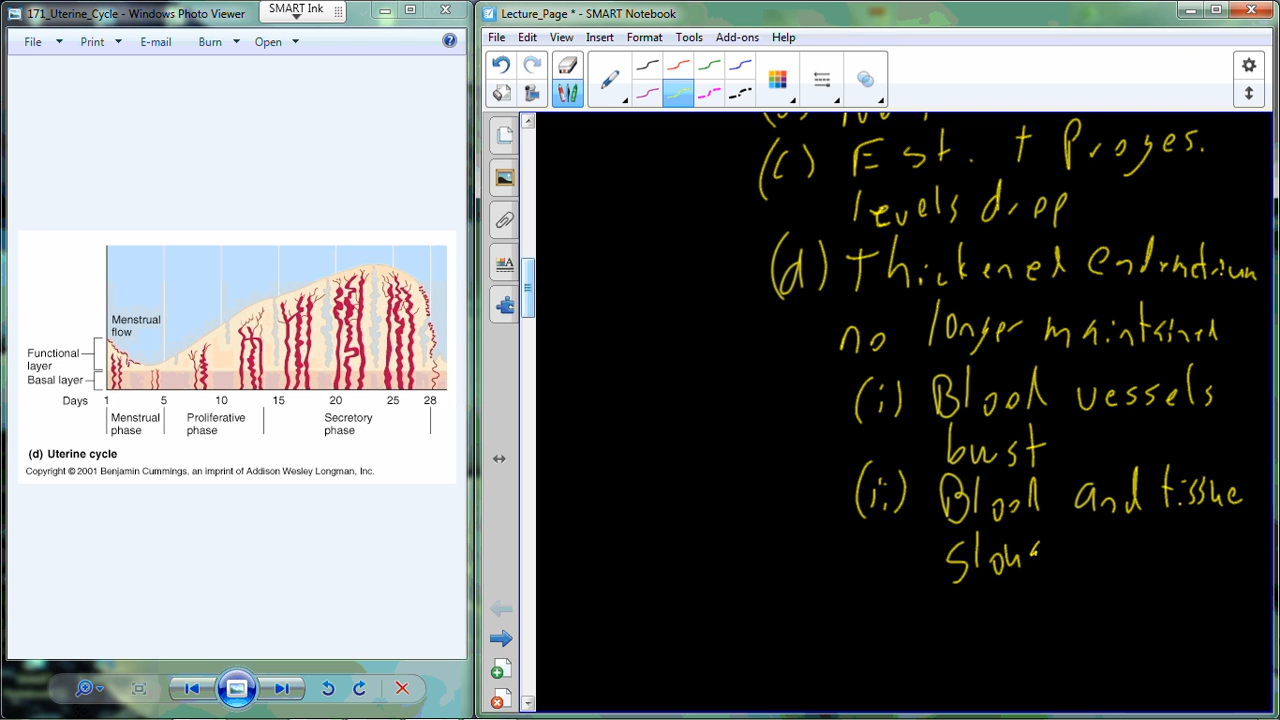 171_Uterine_Cycle - Windows Photo Viewer
SMART Ink
File Print E-mail Burn Open
Menstrual
flow
Functional
layer
Basal layer
Days 1 5 10 15 20 25 28
Menstrual
phase
Proliferative
phase
Secretory
phase
(d) Uterine cycle
Copyright © 2001 Benjamin Cummings, an imprint of Addison Wesley Longman, Inc.
Lecture_Page * - SMART Notebook
File Edit View Insert Format Tools Add-ons Help
(c) Est. + Proges.
levels drop
(d) Thickened endometrium
no longer maintained
(i) Blood vessels
bust
(ii) Blood and tissue